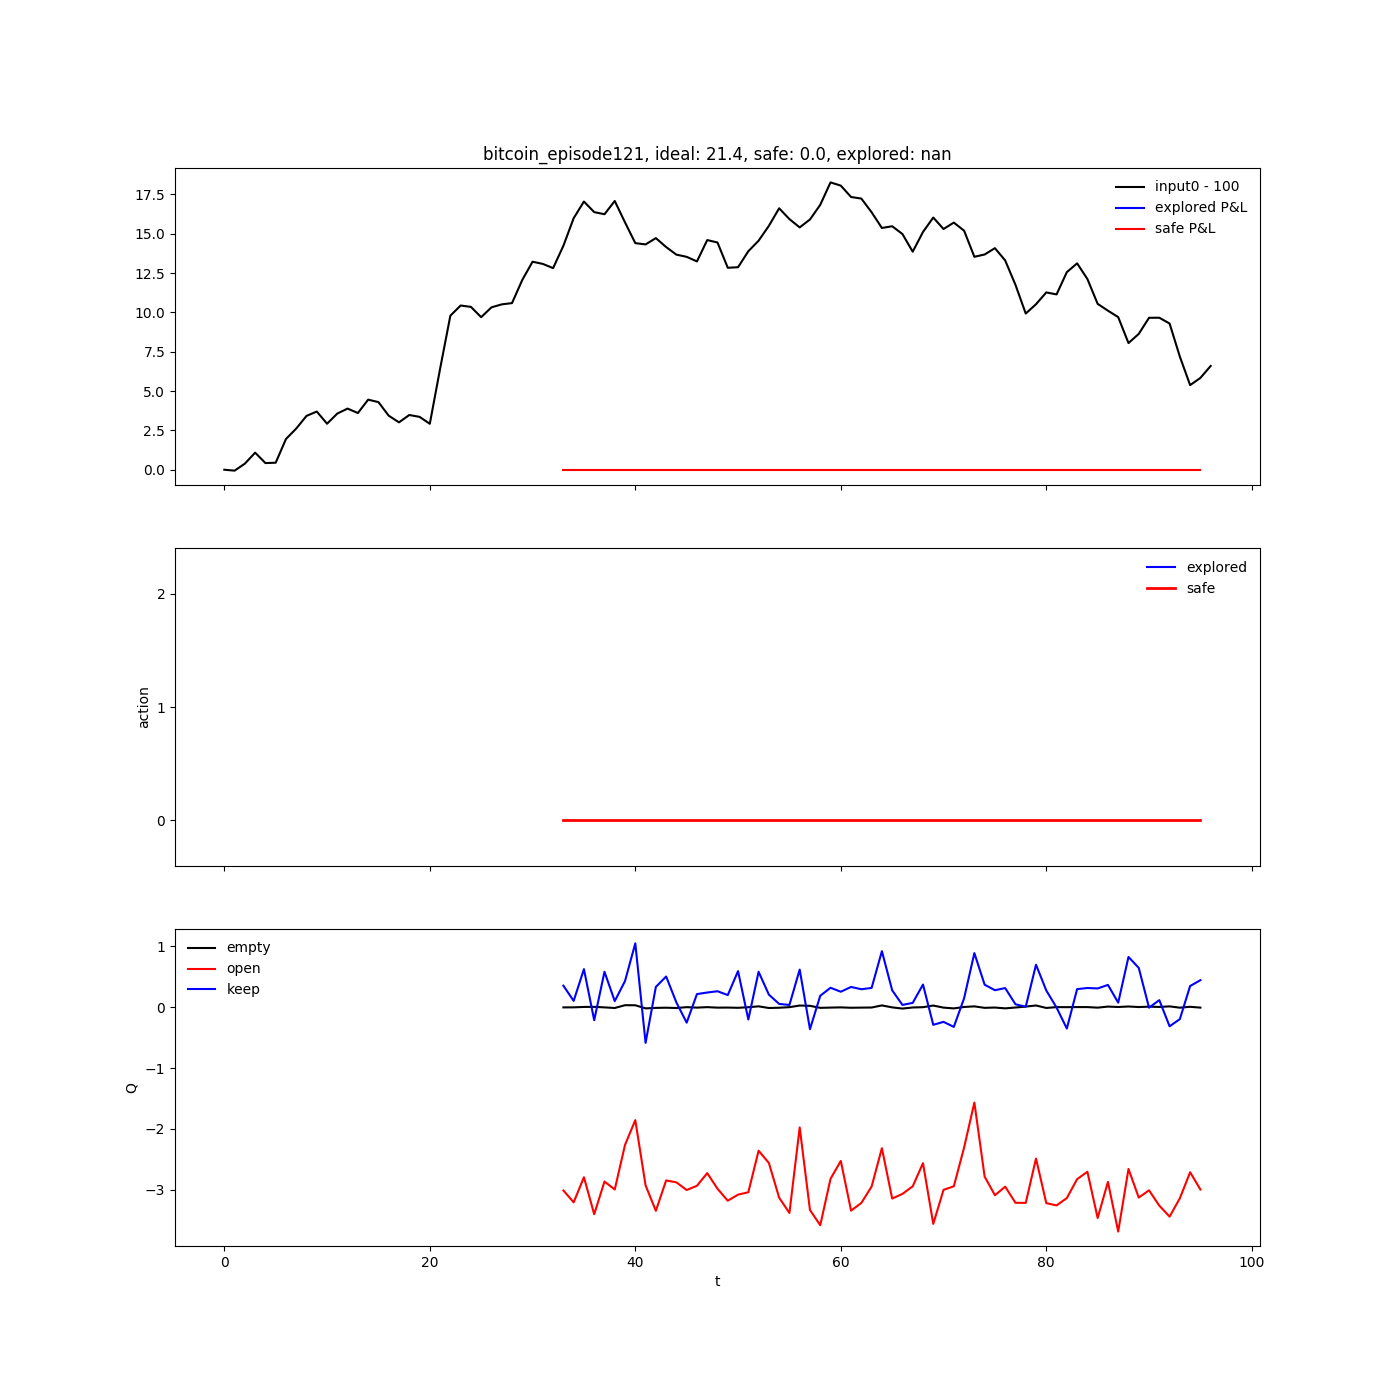 bitcoin_episode121, ideal: 21.4, safe: 0.0, explored: nan
17.5
15.0
12.5
10.0
7.5
5.0
2.5
0.0
input0 - 100
explored P&L
safe P&L
action
2
1
0
explored
safe
Q
1
0
−1
−2
−3
empty
open
keep
0 20 40 60 80 100
t